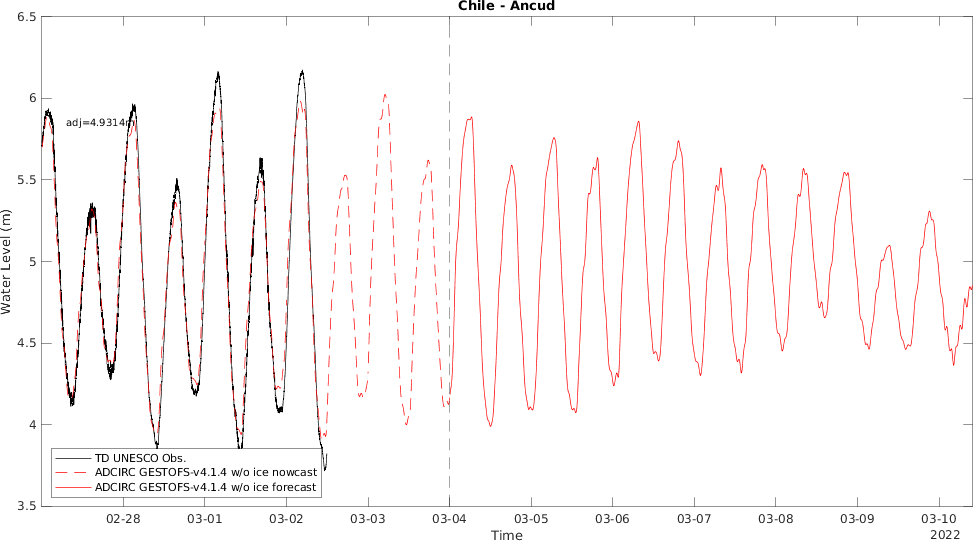 Chile - Ancud
6.5
6
5.5
5
4.5
4
3.5
Water Level (m)
adj=4.9314m
TD UNESCO Obs.
ADCIRC GESTOFS-v4.1.4 w/o ice nowcast
ADCIRC GESTOFS-v4.1.4 w/o ice forecast
02-28 03-01 03-02 03-03 03-04 03-05 03-06 03-07 03-08 03-09 03-10
Time
2022